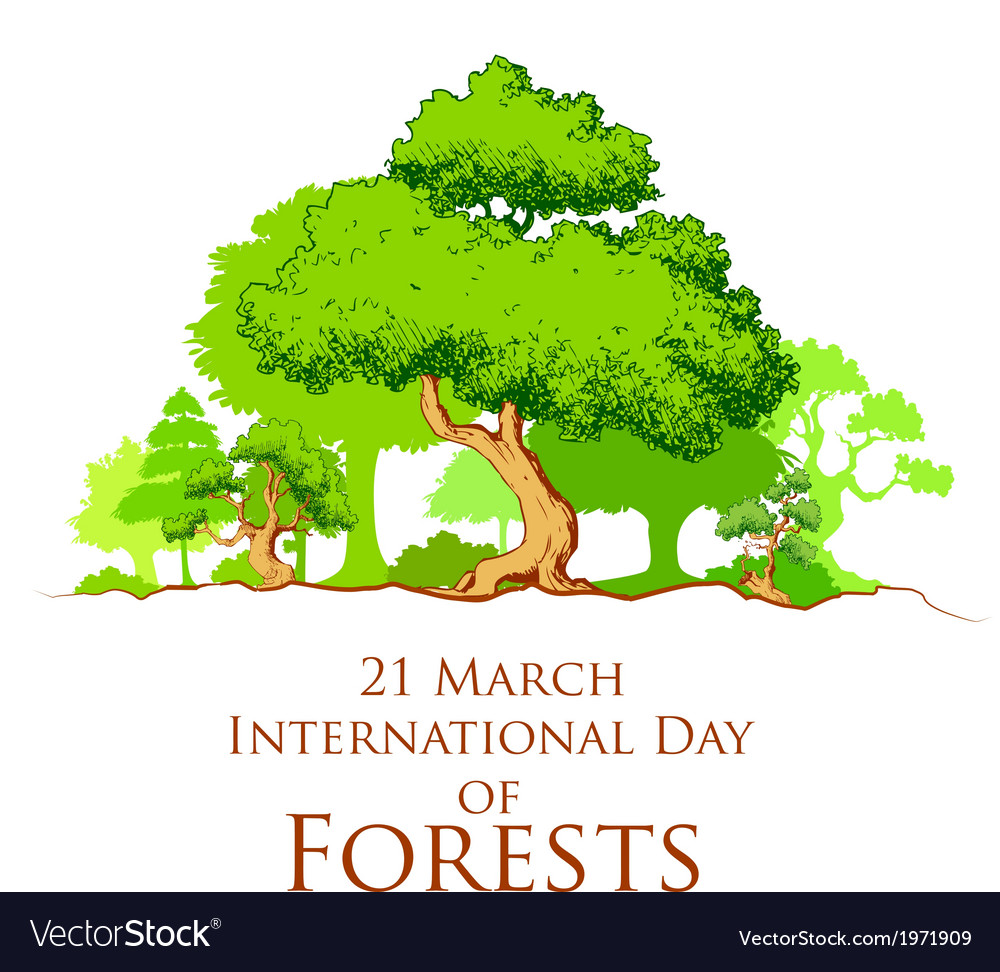 21 March
International Day
of
Forests
VectorStock®
VectorStock.com/1971909